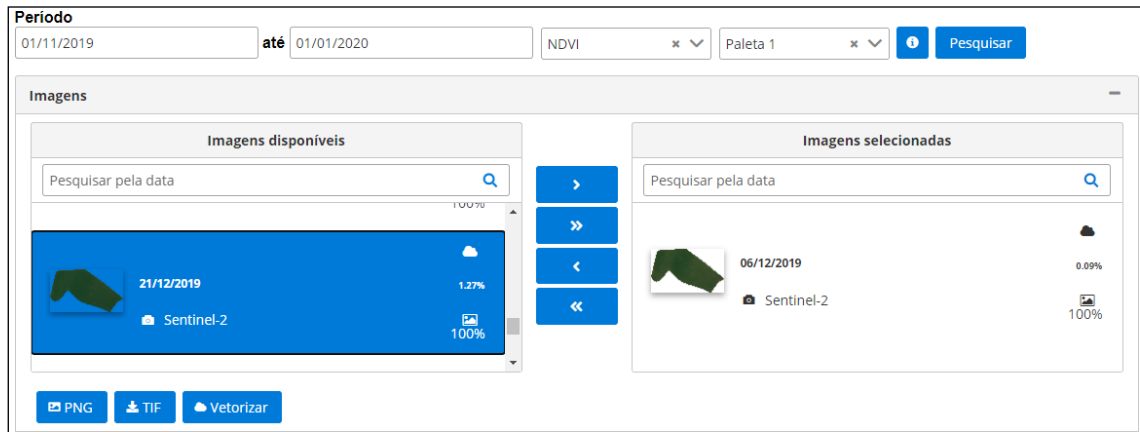 Período
01/11/2019 até 01/01/2020 NDVI Paleta 1 Pesquisar
Imagens
Imagens disponíveis
Pesquisar pela data
100%
21/12/2019
1.27%
Sentinel-2
100%
Imagens selecionadas
Pesquisar pela data
06/12/2019
0.09%
Sentinel-2
100%
PNG TIF Vetorizar